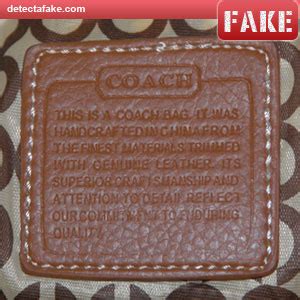 detectafake.com
FAKE
COACH
THIS IS A COACH BAG. IT WAS
HANDCRAFTED IN CHINA FROM
THE FINEST MATERIALS TRIMMED
WITH GENUINE LEATHER. ITS
SUPERIOR CRAFTSMANSHIP AND
ATTENTION TO DETAIL REFLECT
OUR COMMITMENT TO ENDURING
QUALITY.